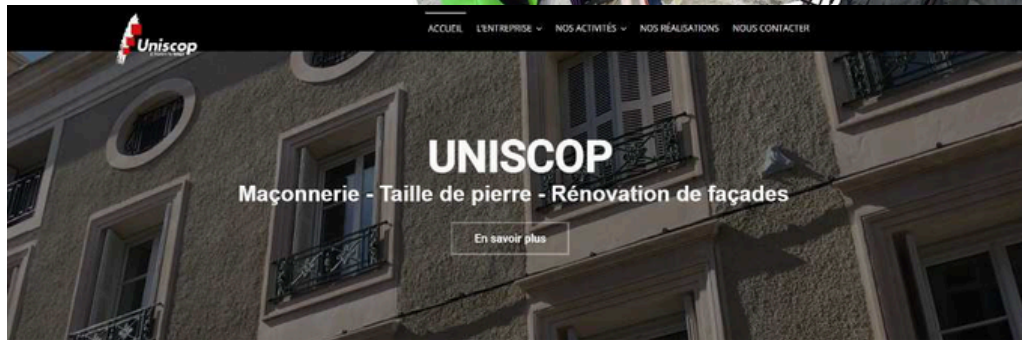 Uniscop
ACCUEIL L'ENTREPRISE NOS ACTIVITÉS NOS RÉALISATIONS NOUS CONTACTER
UNISCOP
Maçonnerie - Taille de pierre - Rénovation de façades
En savoir plus